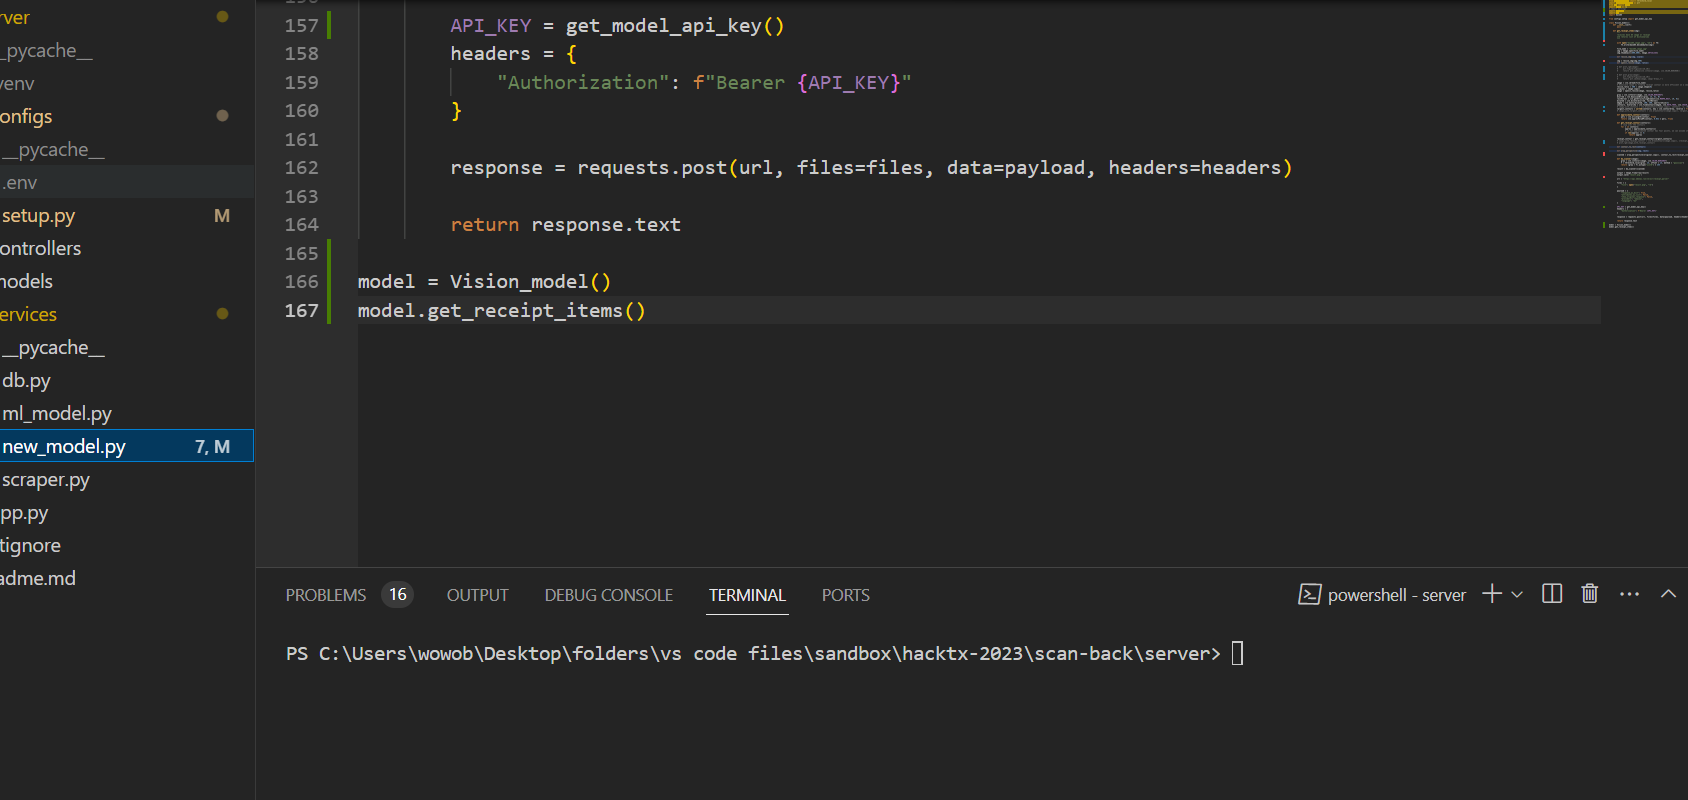 rver
_pycache__
venv
onfigs
__pycache__
.env
setup.py M
ontrollers
nodels
ervices
__pycache__
db.py
ml_model.py
new_model.py 7, M
scraper.py
pp.py
tignore
adme.md
157 API_KEY = get_model_api_key()
158 headers = {
159 "Authorization": f"Bearer {API_KEY}"
160 }
161
162 response = requests.post(url, files=files, data=payload, headers=headers)
163
164 return response.text
165
166 model = Vision_model()
167 model.get_receipt_items()
PROBLEMS 16 OUTPUT DEBUG CONSOLE TERMINAL PORTS powershell - server
PS C:\Users\wowob\Desktop\folders\vs code files\sandbox\hacktx-2023\scan-back\server>